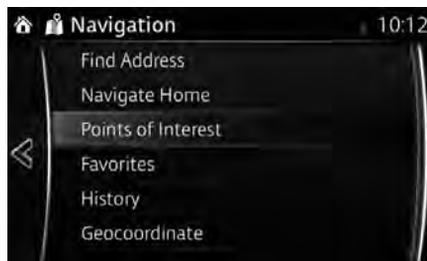 Navigation 10:12
Find Address
Navigate Home
Points of Interest
Favorites
History
Geocoordinate